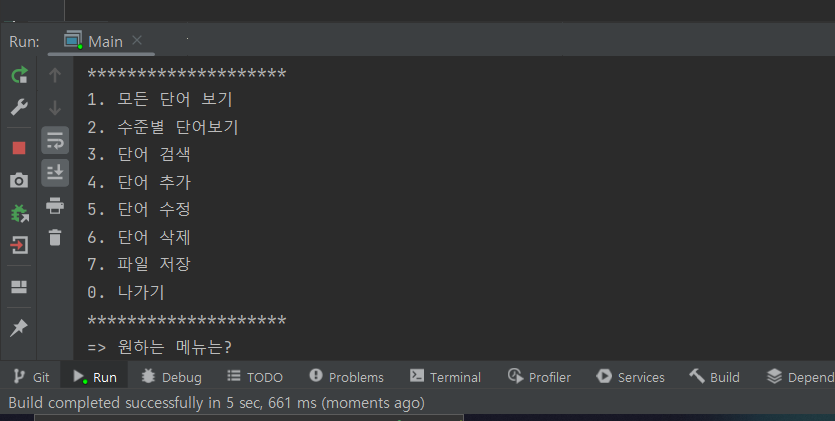 Run: Main
********************
1. 모든 단어 보기
2. 수준별 단어보기
3. 단어 검색
4. 단어 추가
5. 단어 수정
6. 단어 삭제
7. 파일 저장
0. 나가기
********************
=> 원하는 메뉴는?
Git Run Debug TODO Problems Terminal Profiler Services Build Depend
Build completed successfully in 5 sec, 661 ms (moments ago)